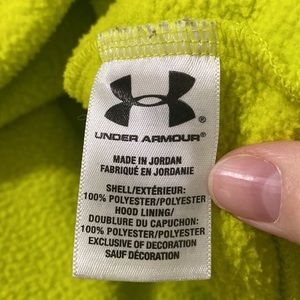 UNDER ARMOUR®
MADE IN JORDAN
FABRIQUÉ EN JORDANIE
SHELL/EXTÉRIEUR:
100% POLYESTER/POLYESTER
HOOD LINING/
DOUBLURE DU CAPUCHON:
100% POLYESTER/POLYESTER
EXCLUSIVE OF DECORATION
SAUF DÉCORATION